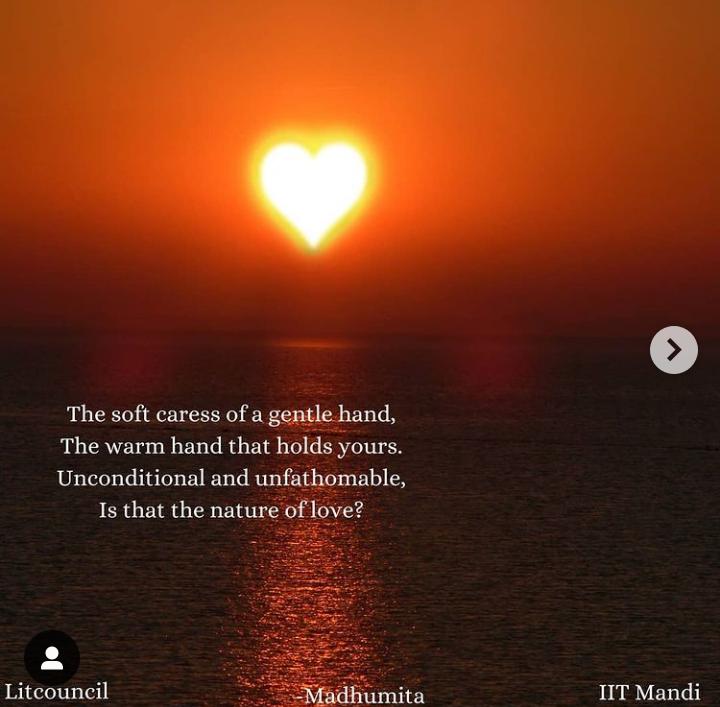 The soft caress of a gentle hand,
The warm hand that holds yours.
Unconditional and unfathomable,
Is that the nature of love?
Litcouncil
-Madhumita
IIT Mandi